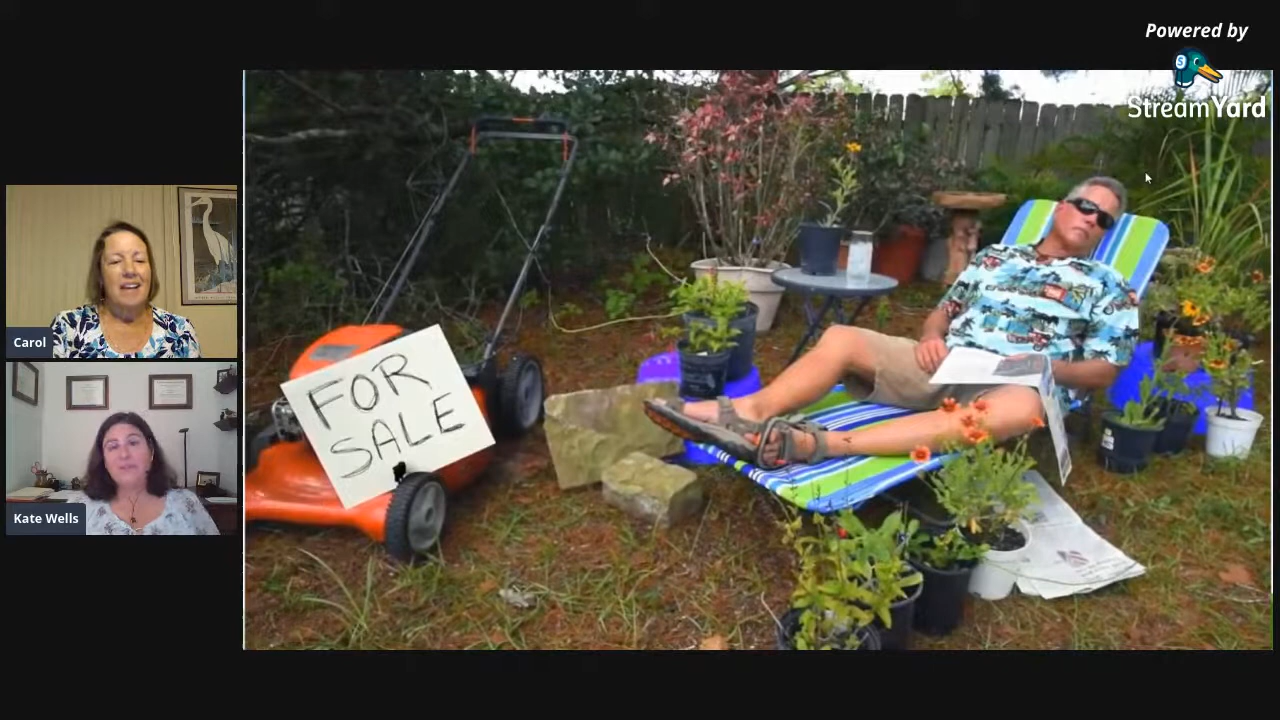 Powered by
StreamYard
Carol
Kate Wells
FOR
SALE